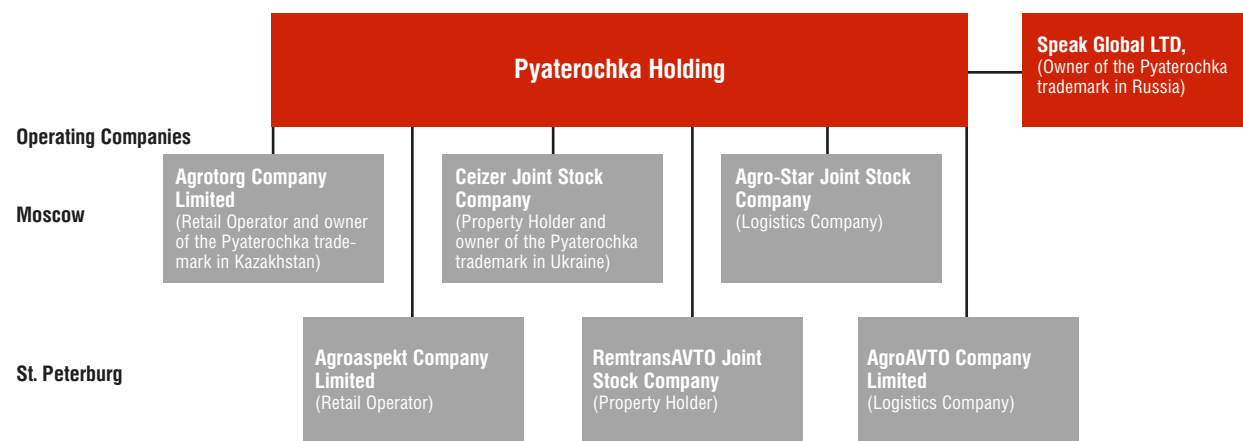 Pyaterochka Holding
Speak Global LTD,
(Owner of the Pyaterochka
trademark in Russia)
Operating Companies
Moscow
Agrotorg Company
Limited
(Retail Operator and owner
of the Pyaterochka trade-
mark in Kazakhstan)
Ceizer Joint Stock
Company
(Property Holder and
owner of the Pyaterochka
trademark in Ukraine)
Agro-Star Joint Stock
Company
(Logistics Company)
St. Peterburg
Agroaspekt Company
Limited
(Retail Operator)
RemtransAVTO Joint
Stock Company
(Property Holder)
AgroAVTO Company
Limited
(Logistics Company)